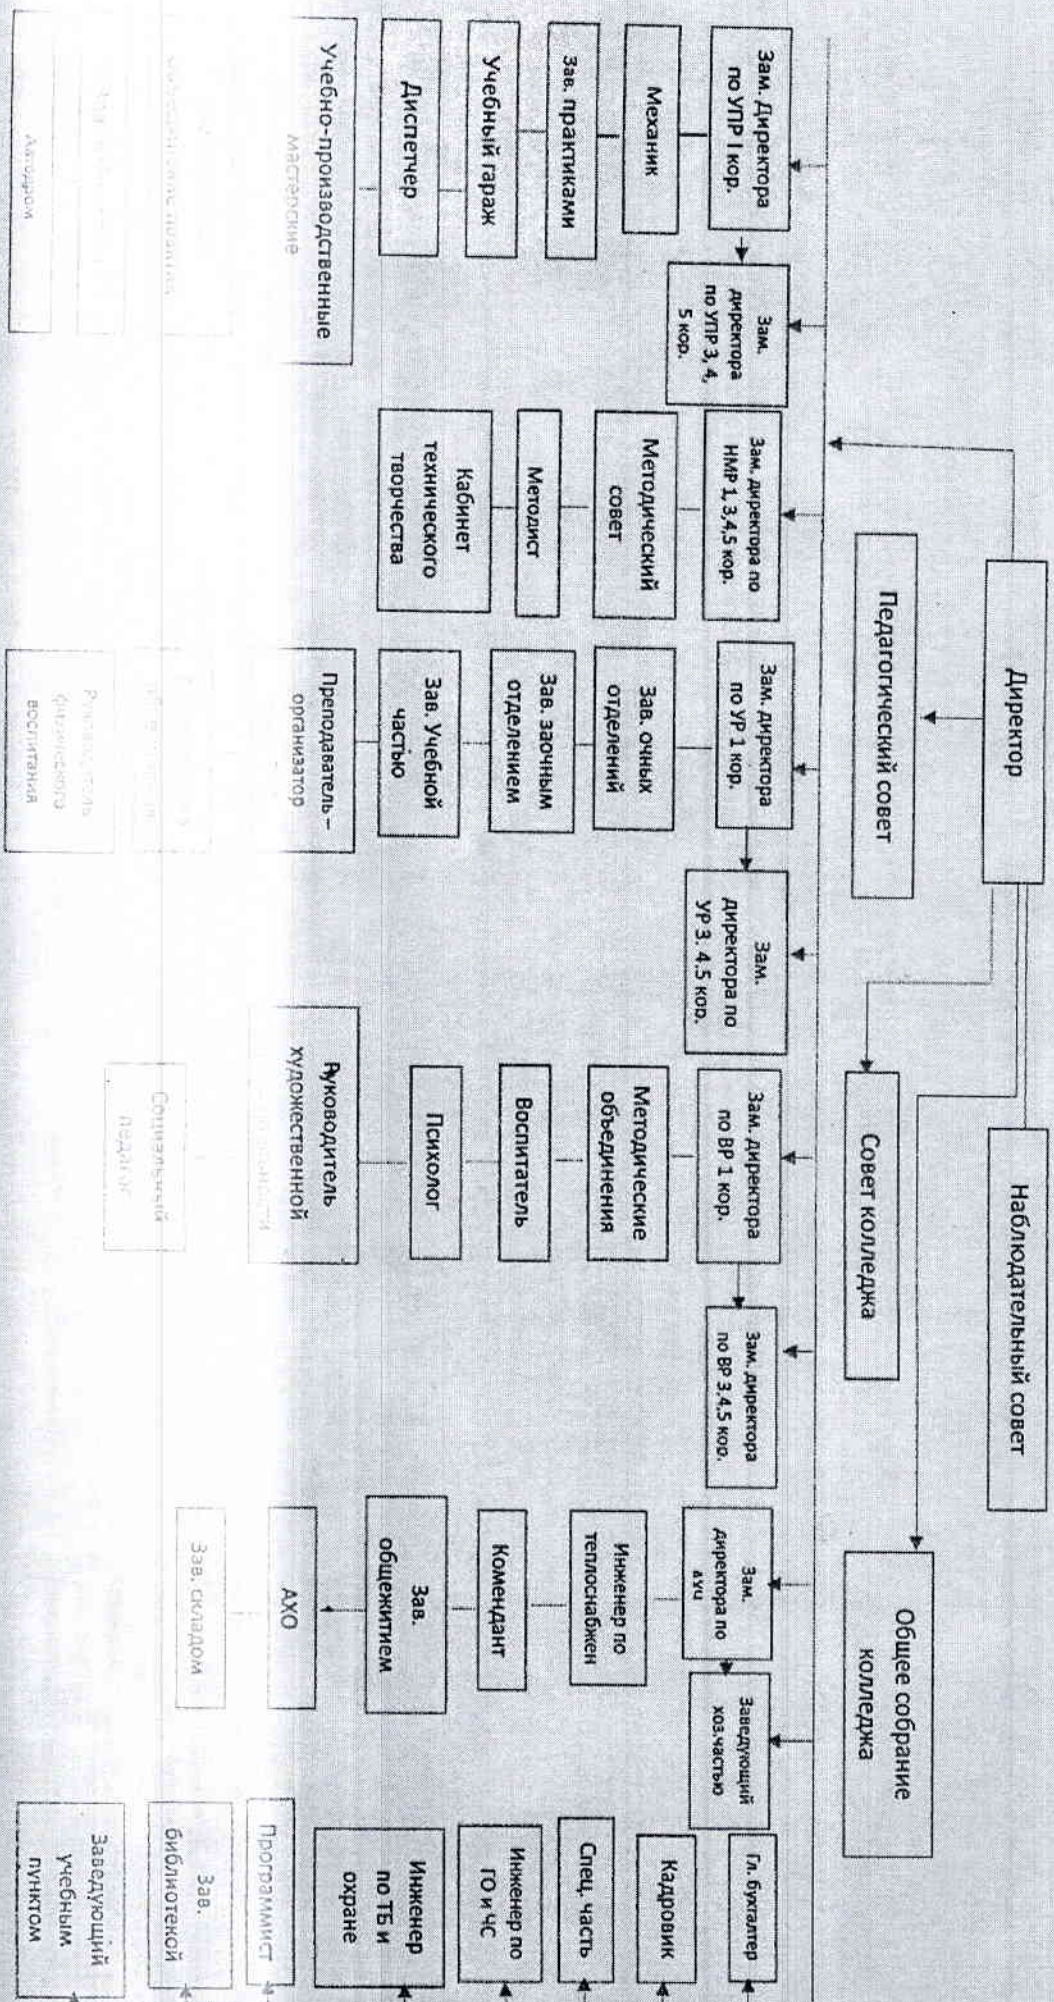 Директор
Наблюдательный совет
Педагогический совет
Совет колледжа
Общее собрание
колледжа
Зам. Директора
по УПР I кор.
Механик
Зав. практиками
Учебный гараж
Диспетчер
Учебно-производственные
мастерские
Автодром
Зам.
директора
по УПР 3, 4,
5 кор.
Зам. директора по
НМР 1, 3,4,5 кор.
Методический
совет
Методист
Кабинет
технического
творчества
Зам. директора
по УР 1 кор.
Зав. очных
отделений
Зав. заочным
отделением
Зав. Учебной
частью
Преподаватель –
организатор
Руководитель
физического
воспитания
Зам.
директора по
УР 3. 4.5 кор.
Зам. директора
по ВР 1 кор.
Методические
объединения
Воспитатель
Психолог
Руководитель
художественной
Социальный
педагог
Зам. директора
по ВР 3.4.5 кор.
Зам.
директора по
Инженер по
теплоснабжен
Комендант
Зав.
общежитием
АХО
Зав. складом
Заведующий
хоз.частью
Гл. бухгалтер
Кадровик
Спец. часть
Инженер по
ГО и ЧС
Инженер
по ТБ и
охране
Программист
Зав.
библиотекой
Заведующий
учебным
пунктом